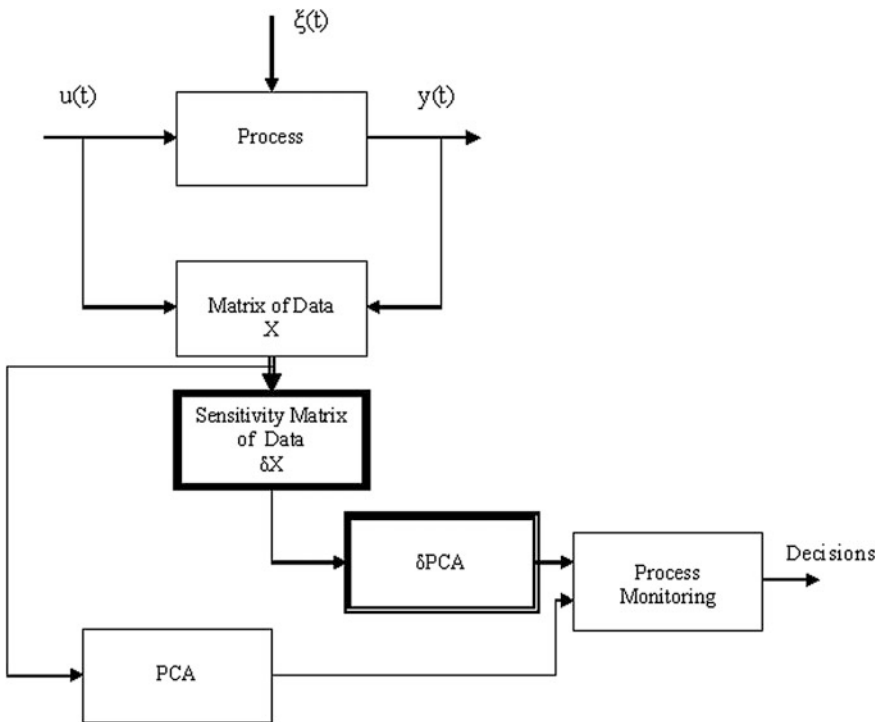 ξ(t)
u(t)
y(t)
Process
Matrix of Data
X
Sensitivity Matrix
of Data
δX
δPCA
Process
Monitoring
Decisions
PCA